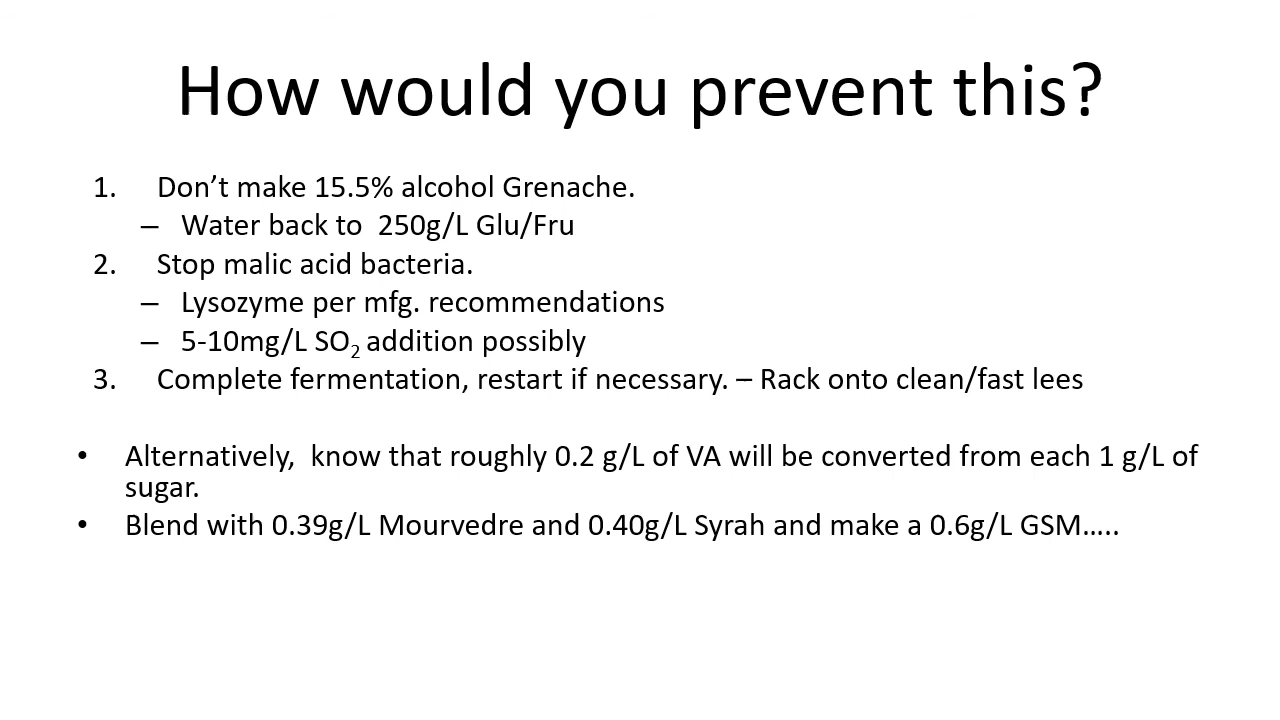 How would you prevent this?
1. Don’t make 15.5% alcohol Grenache.
– Water back to  250g/L Glu/Fru
2. Stop malic acid bacteria.
– Lysozyme per mfg. recommendations
– 5-10mg/L SO₂ addition possibly
3. Complete fermentation, restart if necessary. – Rack onto clean/fast lees
• Alternatively,  know that roughly 0.2 g/L of VA will be converted from each 1 g/L of
sugar.
• Blend with 0.39g/L Mourvedre and 0.40g/L Syrah and make a 0.6g/L GSM…..